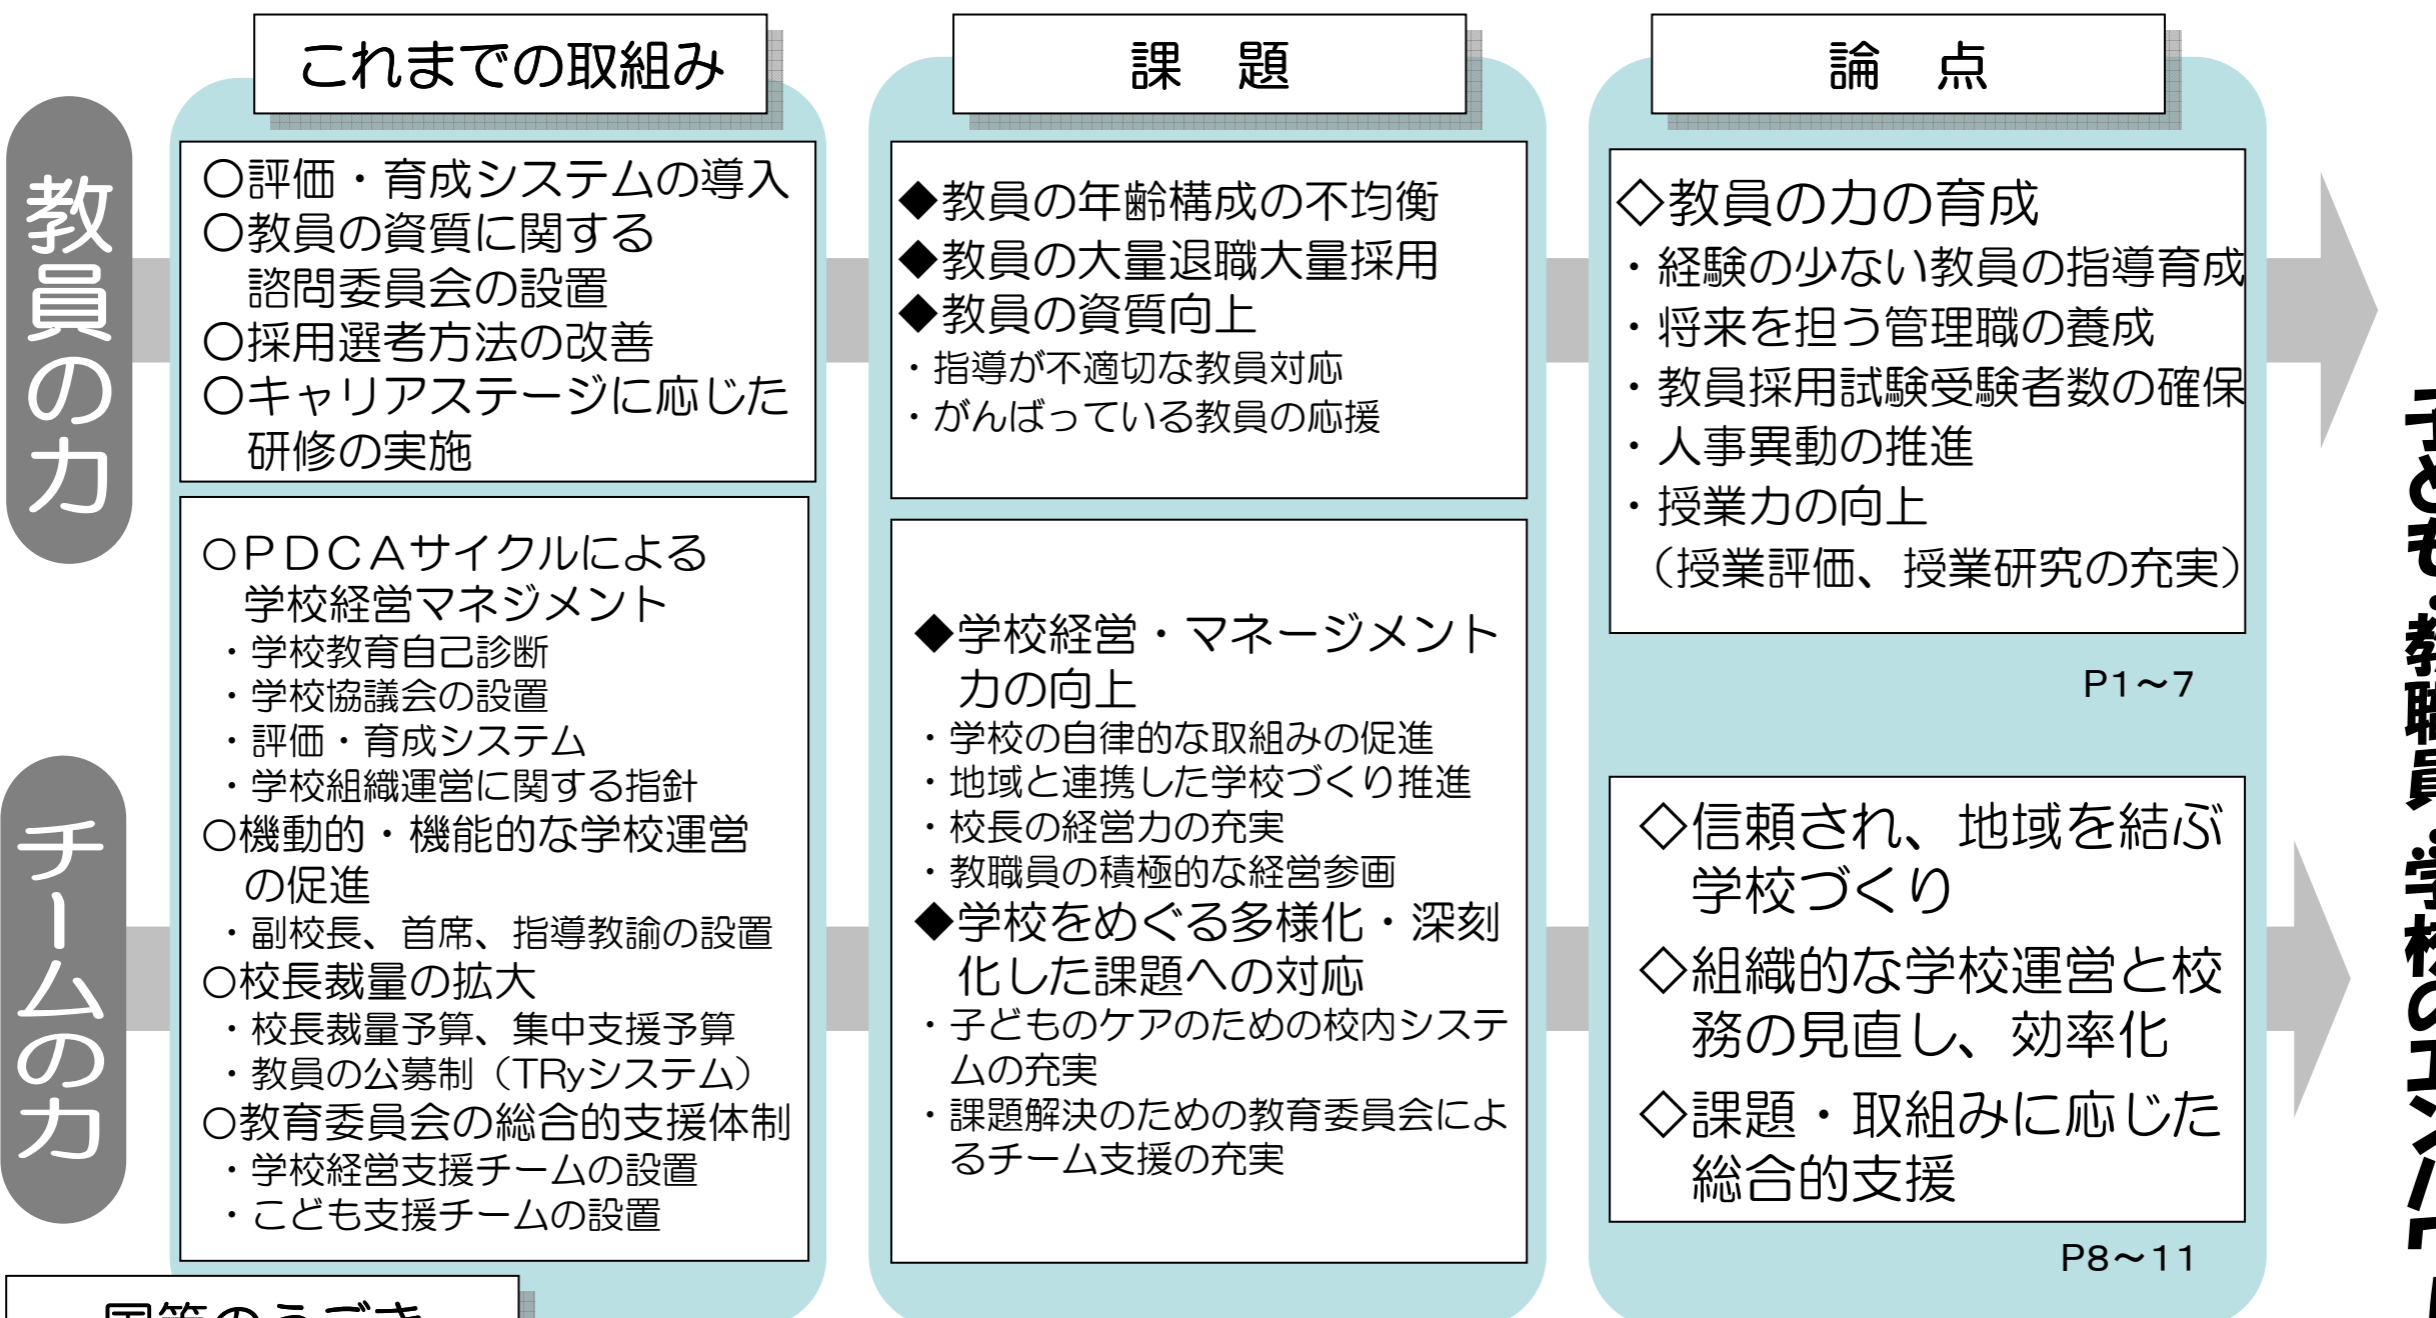 これまでの取組み
課 題
論 点
教員の力
○評価・育成システムの導入
○教員の資質に関する
諮問委員会の設置
○採用選考方法の改善
○キャリアステージに応じた
研修の実施
◆教員の年齢構成の不均衡
◆教員の大量退職大量採用
◆教員の資質向上
・指導が不適切な教員対応
・がんばっている教員の応援
◇教員の力の育成
・経験の少ない教員の指導育成
・将来を担う管理職の養成
・教員採用試験受験者数の確保
・人事異動の推進
・授業力の向上
（授業評価、授業研究の充実）
P1～7
チームの力
○ＰＤＣＡサイクルによる
学校経営マネジメント
・学校教育自己診断
・学校協議会の設置
・評価・育成システム
・学校組織運営に関する指針
○機動的・機能的な学校運営
の促進
・副校長、首席、指導教諭の設置
○校長裁量の拡大
・校長裁量予算、集中支援予算
・教員の公募制（TRyシステム）
○教育委員会の総合的支援体制
・学校経営支援チームの設置
・こども支援チームの設置
◆学校経営・マネージメント
力の向上
・学校の自律的な取組みの促進
・地域と連携した学校づくり推進
・校長の経営力の充実
・教職員の積極的な経営参画
◆学校をめぐる多様化・深刻
化した課題への対応
・子どものケアのための校内システ
ムの充実
・課題解決のための教育委員会によ
るチーム支援の充実
◇信頼され、地域を結ぶ
学校づくり
◇組織的な学校運営と校
務の見直し、効率化
◇課題・取組みに応じた
総合的支援
P8～11
子ども・教職員・学校のエンパワー
国等のうごき